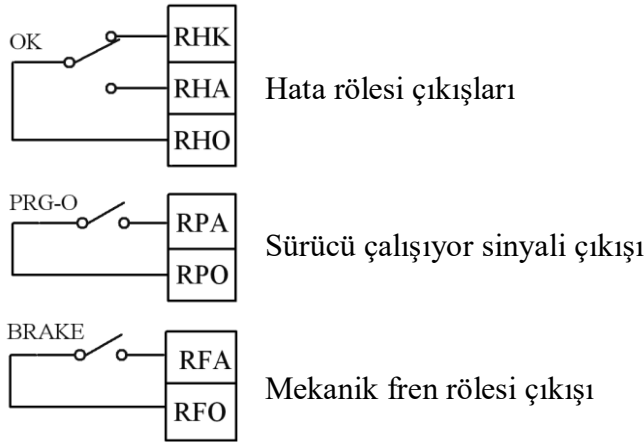 OK
RHK
RHA
RHO
Hata rölesi çıkışları
PRG-O
RPA
RPO
Sürücü çalışıyor sinyali çıkışı
BRAKE
RFA
RFO
Mekanik fren rölesi çıkışı